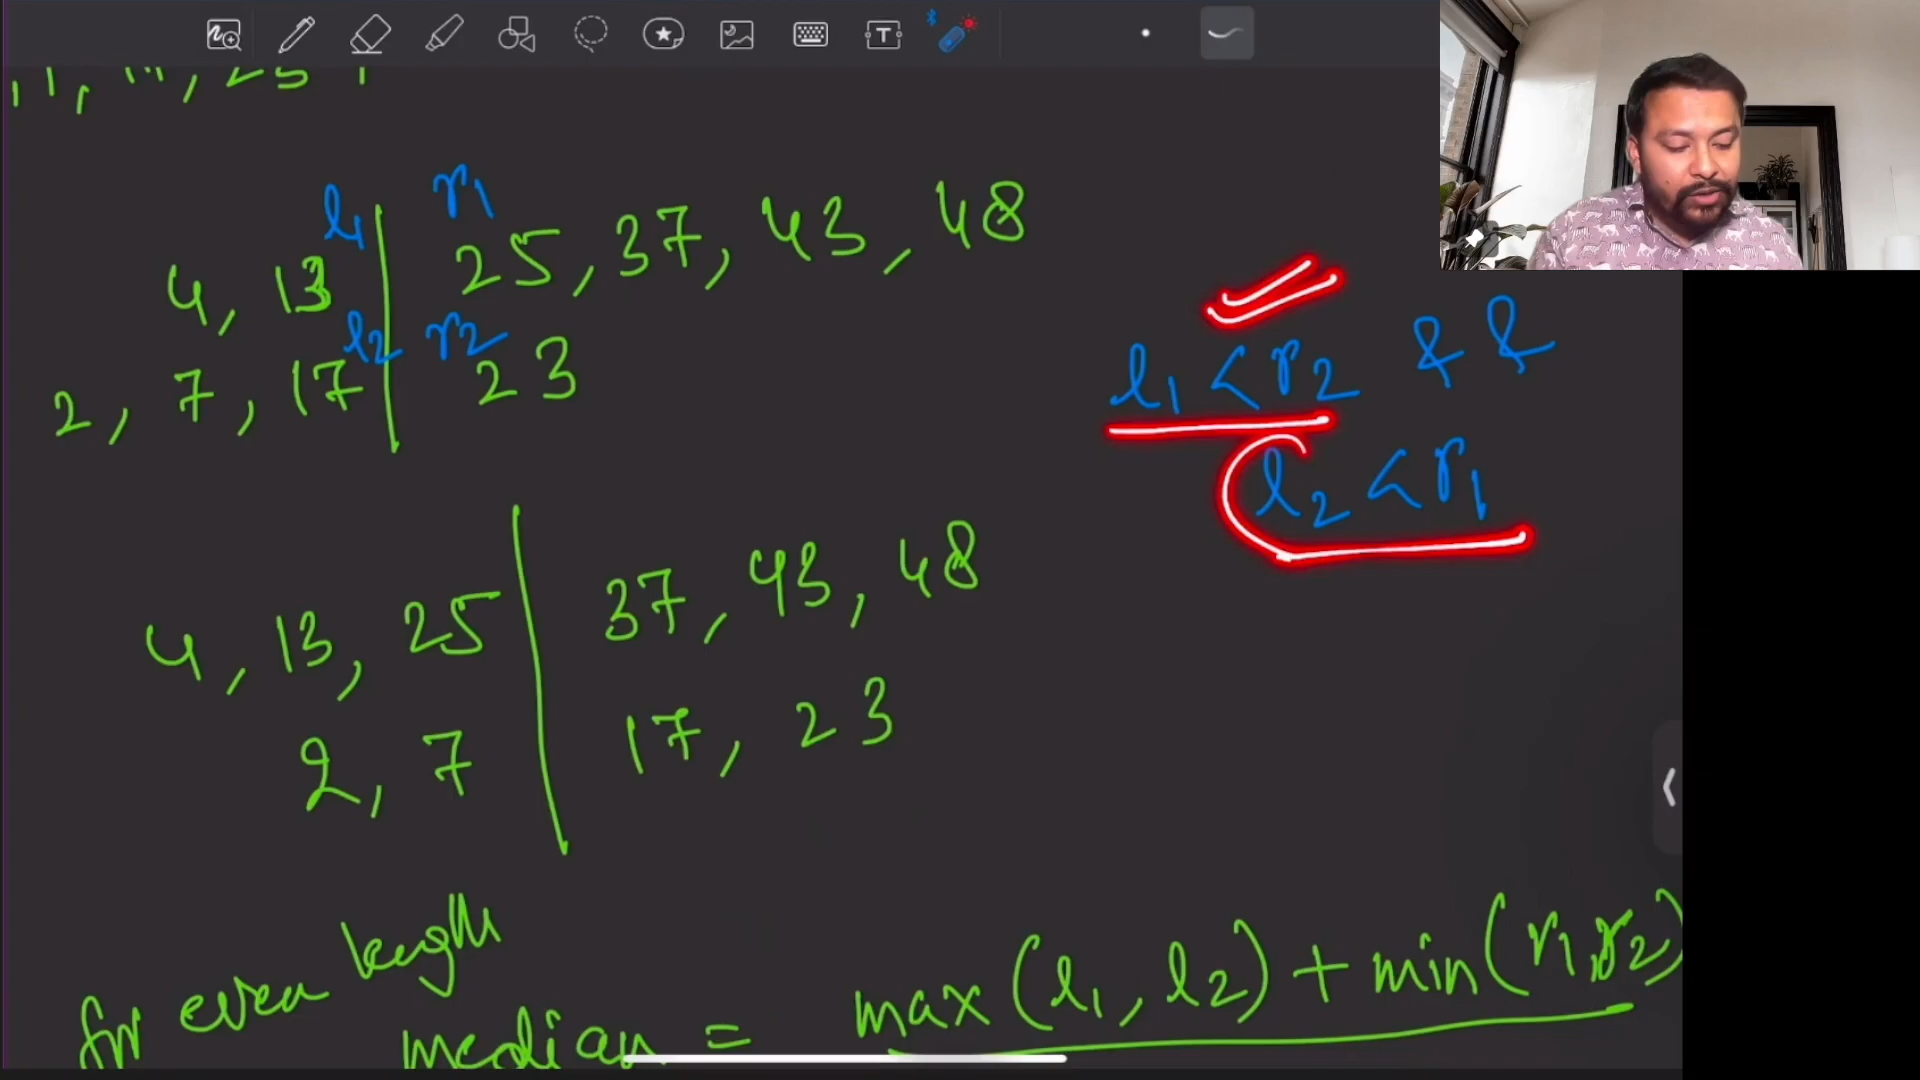 l1 r1
4, 13 | 25, 37, 43, 48
l2 r2
2, 7, 17 | 23
l1 < r2 & &
l2 < r1
4, 13, 25 | 37, 43, 48
2, 7 | 17, 23
for even length
median = max(l1, l2) + min(r1, r2)
T